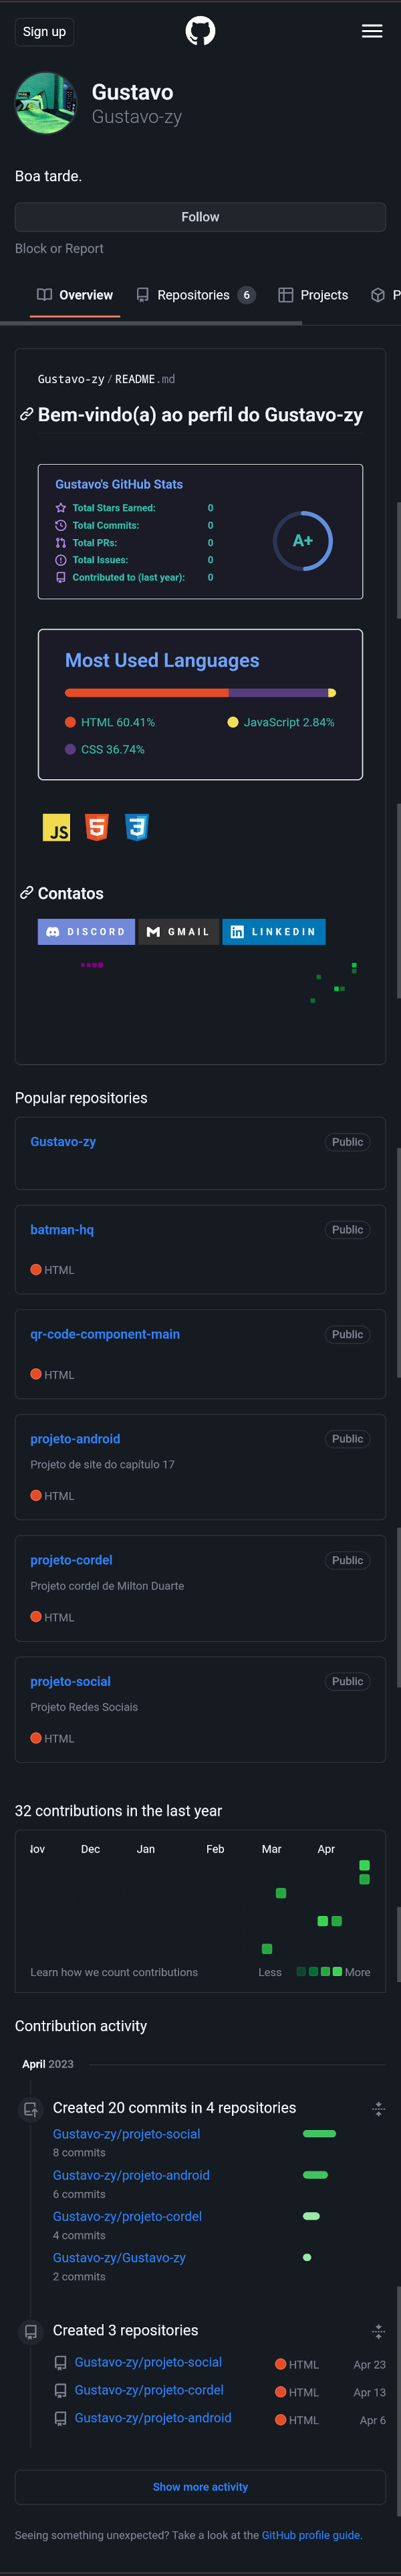 Sign up
Gustavo
Gustavo-zy
Boa tarde.
Follow
Block or Report
Overview
Repositories 6
Projects
P
Gustavo-zy/README.md
Bem-vindo(a) ao perfil do Gustavo-zy
Gustavo's GitHub Stats
Total Stars Earned: 0
Total Commits: 0
Total PRs: 0
Total Issues: 0
Contributed to (last year): 0
A+
Most Used Languages
HTML 60.41%
JavaScript 2.84%
CSS 36.74%
JS
5
3
Contatos
DISCORD
GMAIL
LINKEDIN
Popular repositories
Gustavo-zy Public
batman-hq Public
HTML
qr-code-component-main Public
HTML
projeto-android Public
Projeto de site do capítulo 17
HTML
projeto-cordel Public
Projeto cordel de Milton Duarte
HTML
projeto-social Public
Projeto Redes Sociais
HTML
32 contributions in the last year
Nov Dec Jan Feb Mar Apr
Learn how we count contributions Less More
Contribution activity
April 2023
Created 20 commits in 4 repositories
Gustavo-zy/projeto-social
8 commits
Gustavo-zy/projeto-android
6 commits
Gustavo-zy/projeto-cordel
4 commits
Gustavo-zy/Gustavo-zy
2 commits
Created 3 repositories
Gustavo-zy/projeto-social HTML Apr 23
Gustavo-zy/projeto-cordel HTML Apr 13
Gustavo-zy/projeto-android HTML Apr 6
Show more activity
Seeing something unexpected? Take a look at the GitHub profile guide.